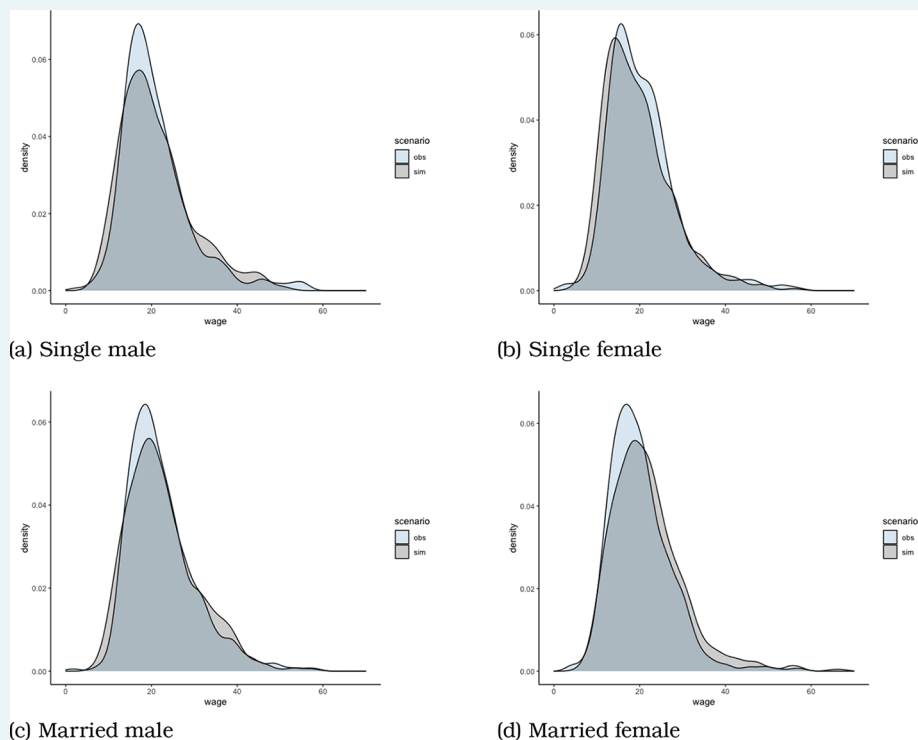 density
0.06
0.04
0.02
0.00
0 20 40 60
wage
scenario
obs
sim
(a) Single male
density
0.06
0.04
0.02
0.00
0 20 40 60
wage
scenario
obs
sim
(b) Single female
density
0.06
0.04
0.02
0.00
0 20 40 60
wage
scenario
obs
sim
(c) Married male
density
0.06
0.04
0.02
0.00
0 20 40 60
wage
scenario
obs
sim
(d) Married female